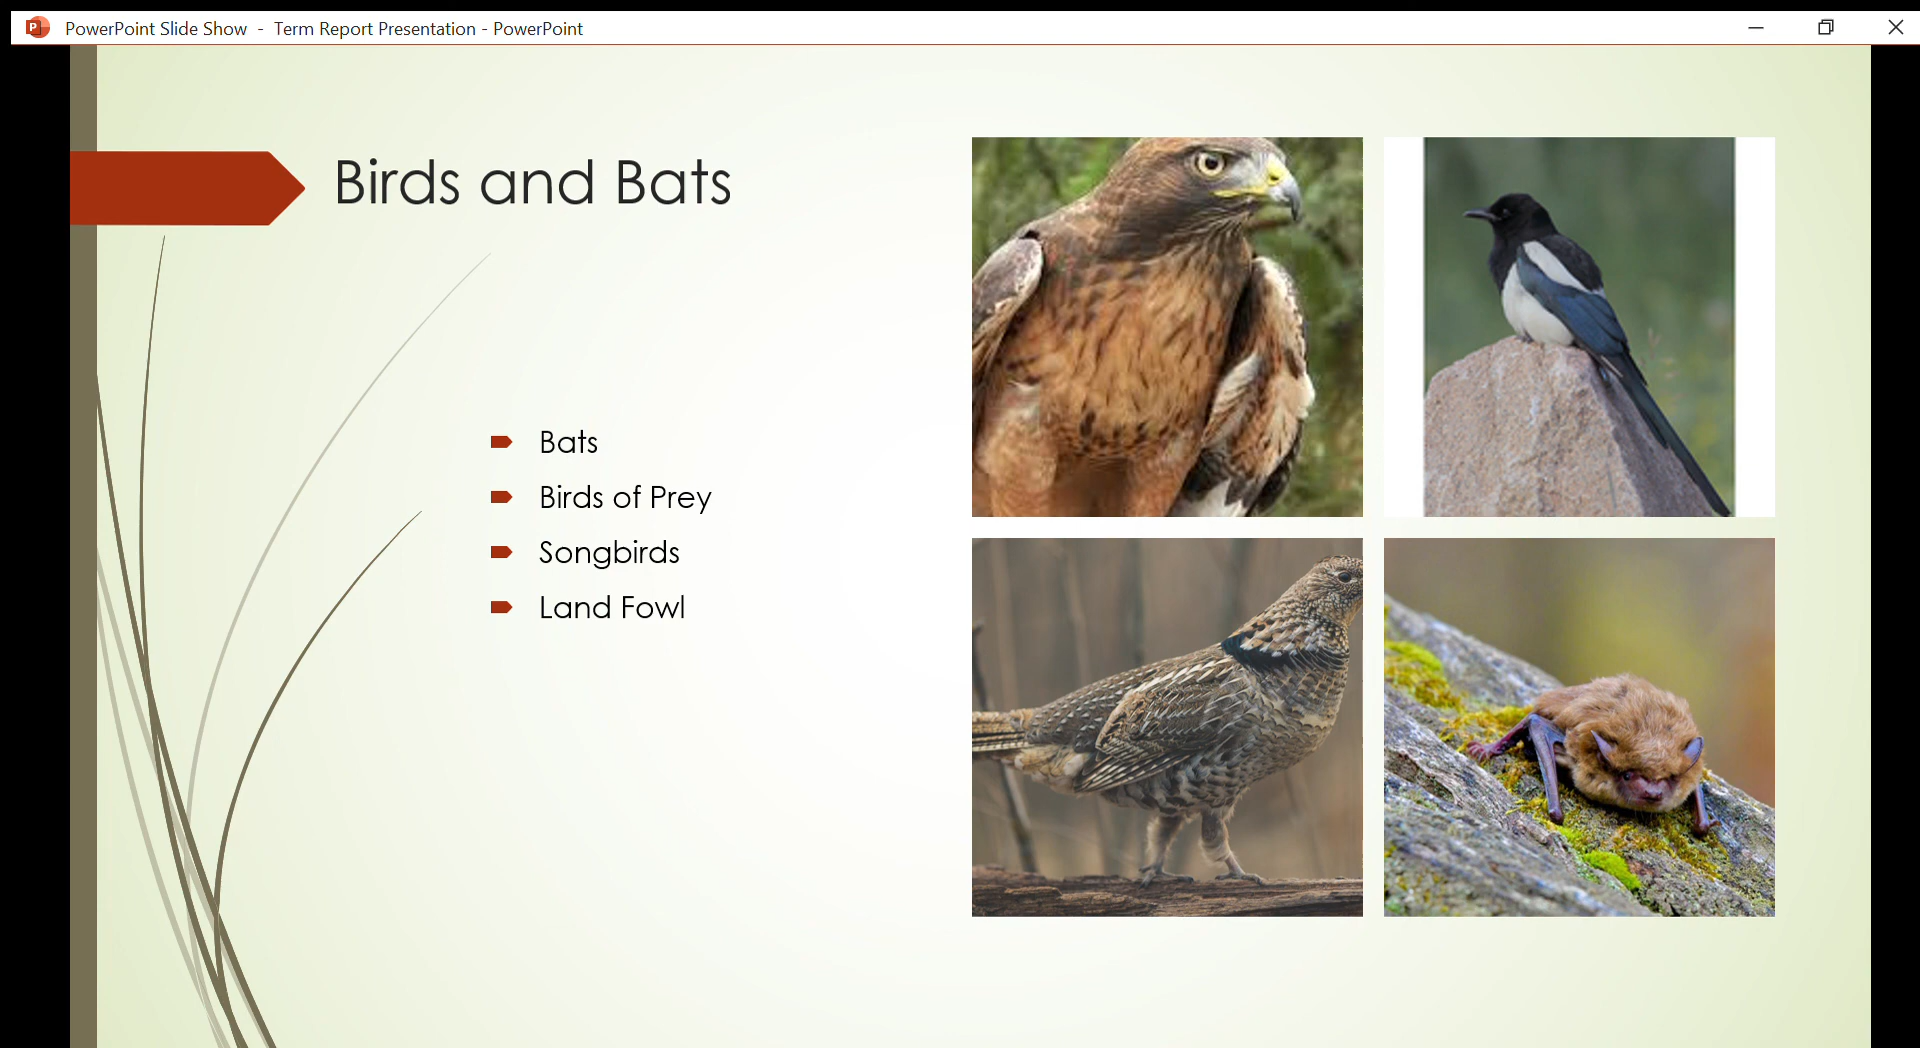 PowerPoint Slide Show - Term Report Presentation - PowerPoint
Birds and Bats
Bats
Birds of Prey
Songbirds
Land Fowl